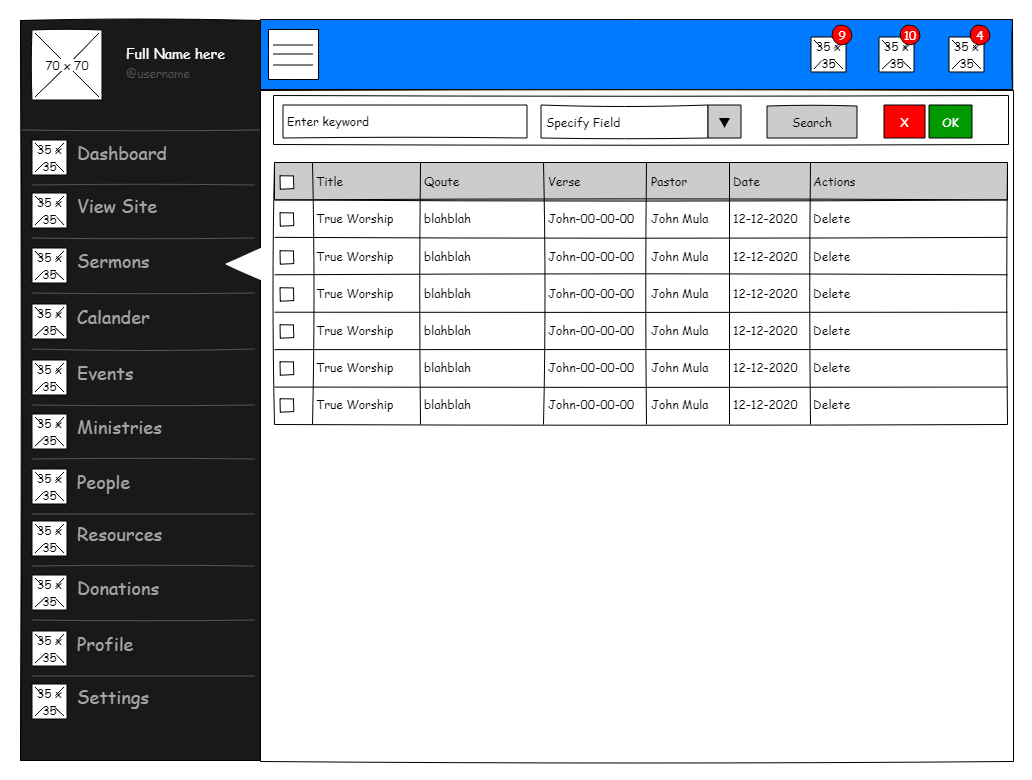 70 x 70
Full Name here
@username
9
10
4
35 x
/35
35 x
/35
35 x
/35
Enter keyword
Specify Field
▼
Search
X
OK
35 x
/35
Dashboard
35 x
/35
View Site
35 x
/35
Sermons
35 x
/35
Calander
35 x
/35
Events
35 x
/35
Ministries
35 x
/35
People
35 x
/35
Resources
35 x
/35
Donations
35 x
/35
Profile
35 x
/35
Settings
Title Qoute Verse Pastor Date Actions
True Worship blahblah John-00-00-00 John Mula 12-12-2020 Delete
True Worship blahblah John-00-00-00 John Mula 12-12-2020 Delete
True Worship blahblah John-00-00-00 John Mula 12-12-2020 Delete
True Worship blahblah John-00-00-00 John Mula 12-12-2020 Delete
True Worship blahblah John-00-00-00 John Mula 12-12-2020 Delete
True Worship blahblah John-00-00-00 John Mula 12-12-2020 Delete